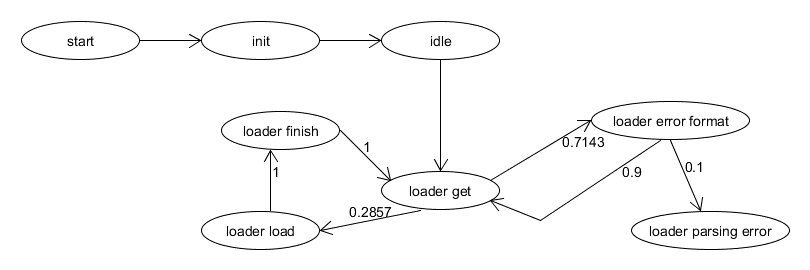 start
init
idle
loader finish
1
loader error format
0.7143
1
0.9
0.1
loader get
0.2857
loader load
loader parsing error